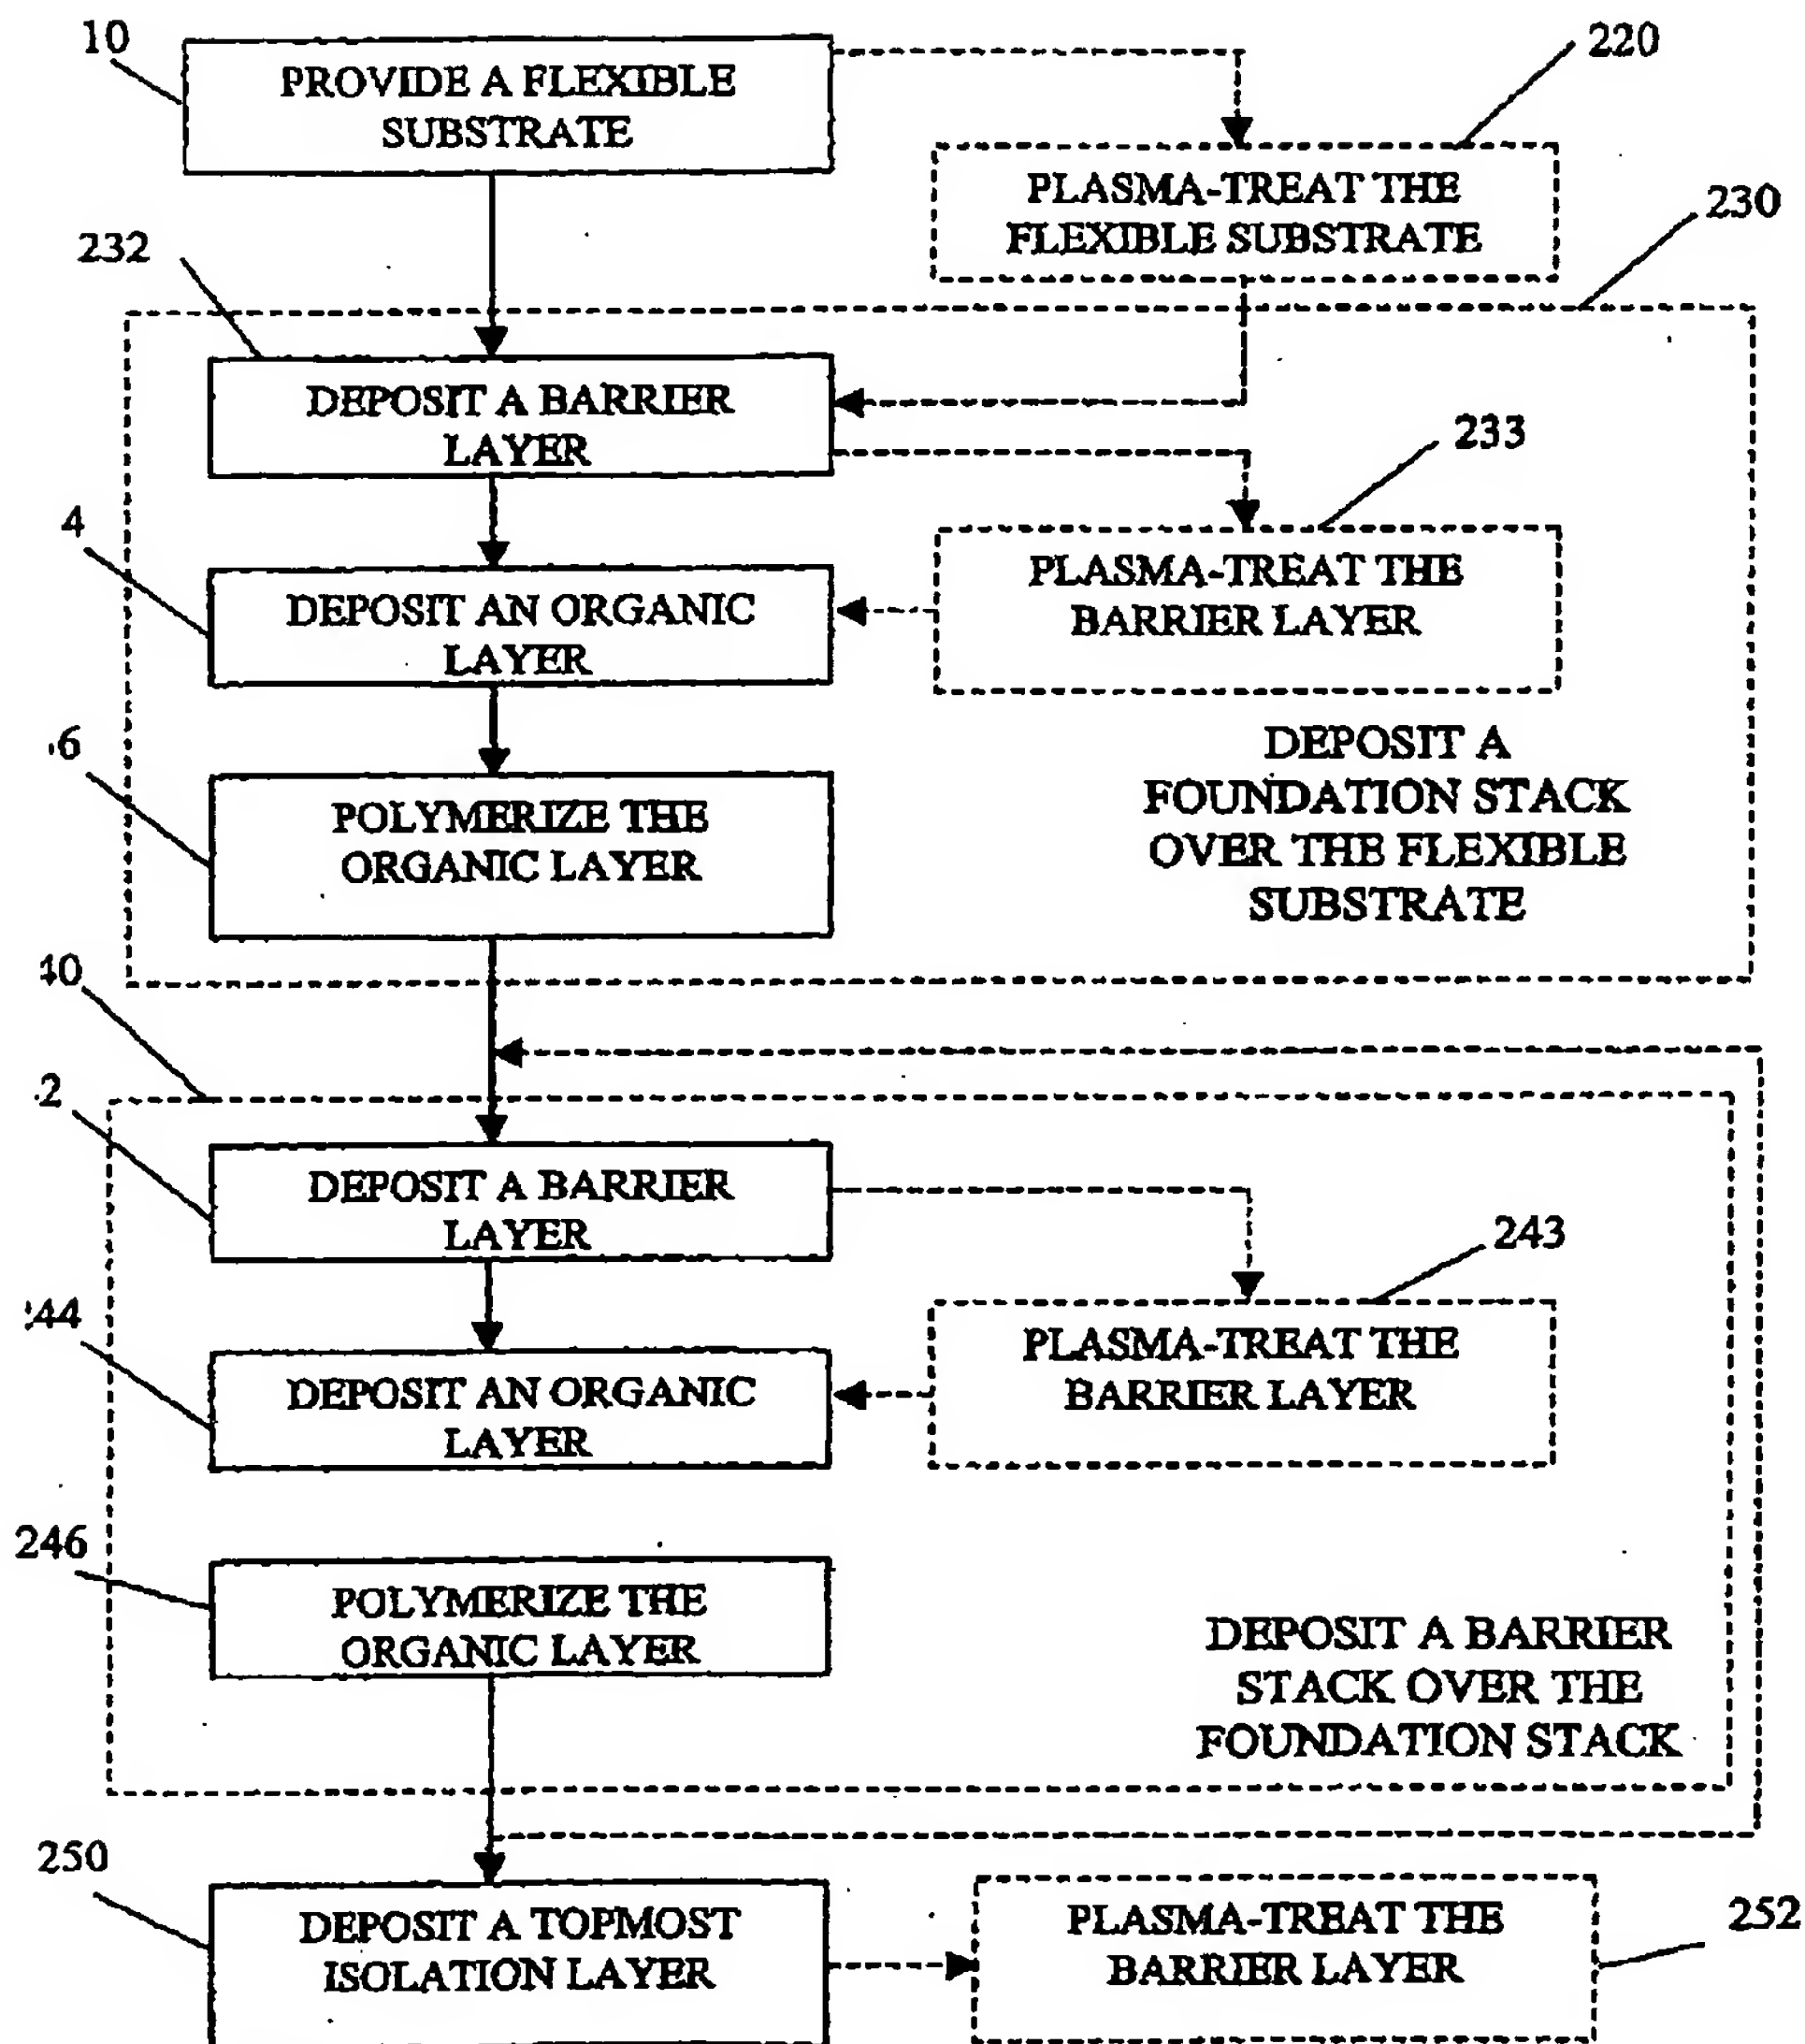 10
PROVIDE A FLEXIBLE
SUBSTRATE
220
PLASMA-TREAT THE
FLEXIBLE SUBSTRATE
230
232
DEPOSIT A BARRIER
LAYER
233
4
DEPOSIT AN ORGANIC
LAYER
PLASMA-TREAT THE
BARRIER LAYER
6
POLYMERIZE THE
ORGANIC LAYER
DEPOSIT A
FOUNDATION STACK
OVER THE FLEXIBLE
SUBSTRATE
40
2
DEPOSIT A BARRIER
LAYER
243
44
DEPOSIT AN ORGANIC
LAYER
PLASMA-TREAT THE
BARRIER LAYER
246
POLYMERIZE THE
ORGANIC LAYER
DEPOSIT A BARRIER
STACK OVER THE
FOUNDATION STACK
250
DEPOSIT A TOPMOST
ISOLATION LAYER
PLASMA-TREAT THE
BARRIER LAYER
252